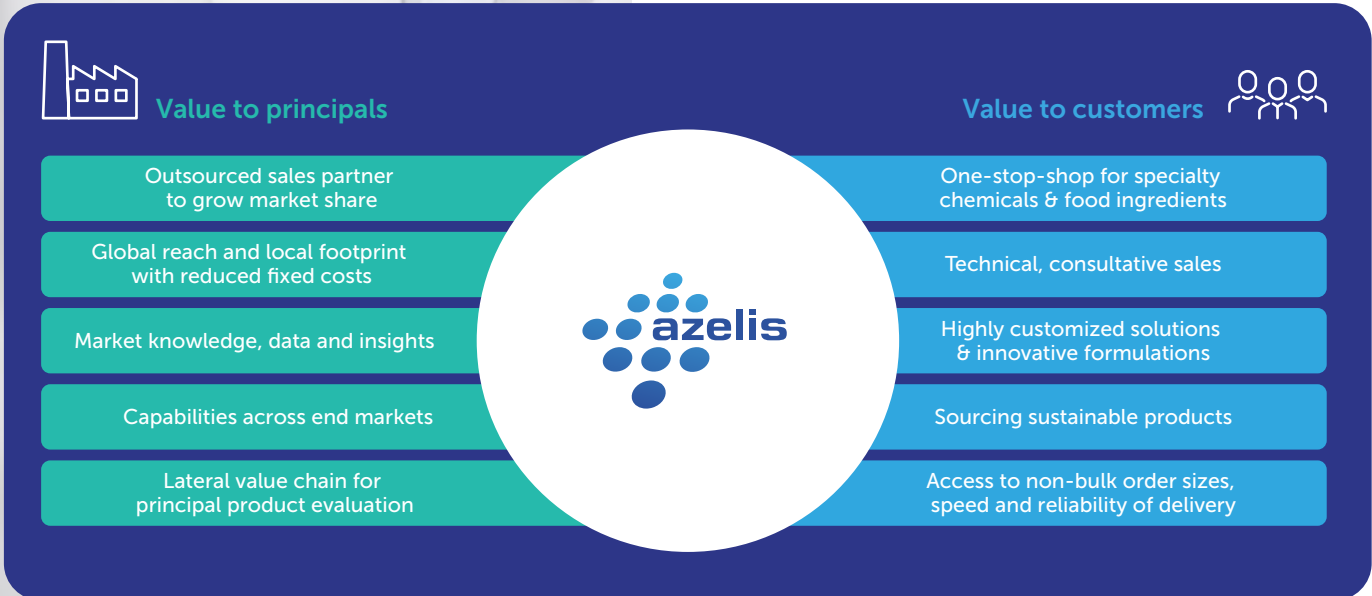 Value to principals
Outsourced sales partner
to grow market share
Global reach and local footprint
with reduced fixed costs
Market knowledge, data and insights
Capabilities across end markets
Lateral value chain for
principal product evaluation
azelis
Value to customers
One-stop-shop for specialty
chemicals & food ingredients
Technical, consultative sales
Highly customized solutions
& innovative formulations
Sourcing sustainable products
Access to non-bulk order sizes,
speed and reliability of delivery